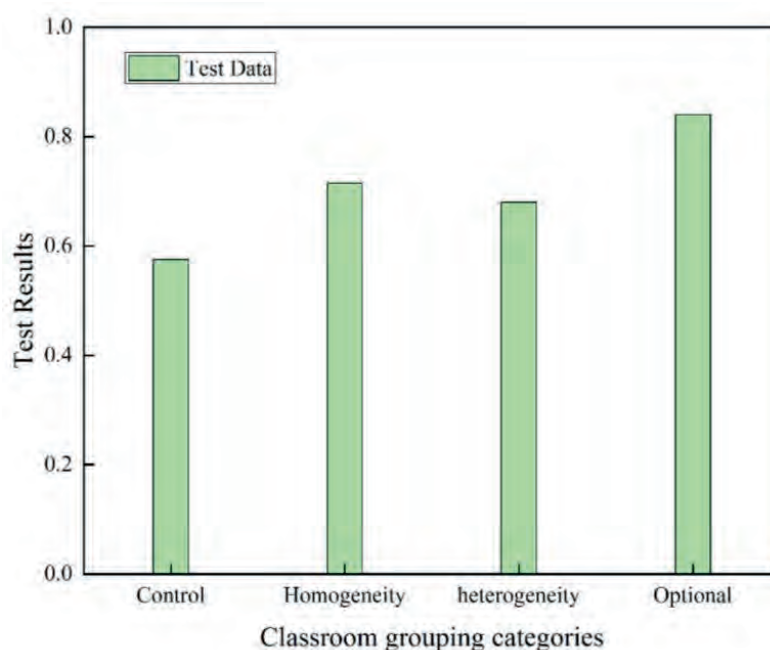 1.0
Test Data
0.8
0.6
Test Results
0.4
0.2
0.0
Control Homogeneity heterogeneity Optional
Classroom grouping categories